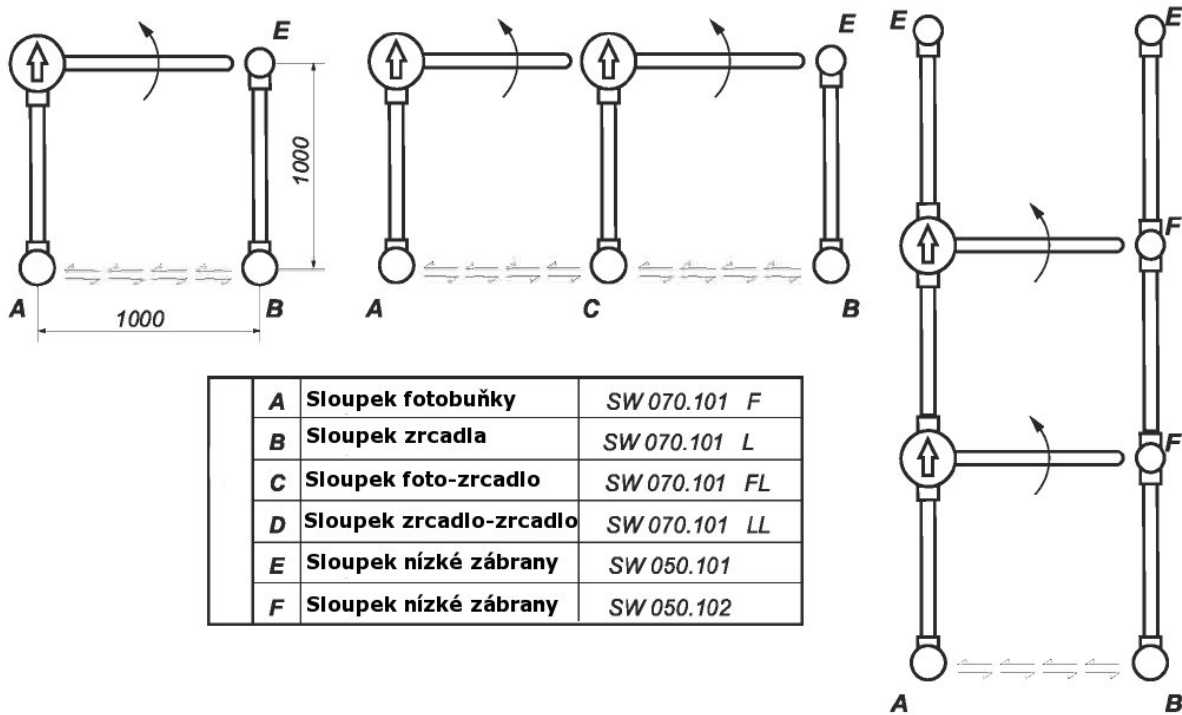 E
E
E
E
1000
F
A
B
A
C
B
1000
A Sloupek fotobuňky SW 070.101 F
B Sloupek zrcadla SW 070.101 L
C Sloupek foto-zrcadlo SW 070.101 FL
D Sloupek zrcadlo-zrcadlo SW 070.101 LL
E Sloupek nízké zábrany SW 050.101
F Sloupek nízké zábrany SW 050.102
F
A
B